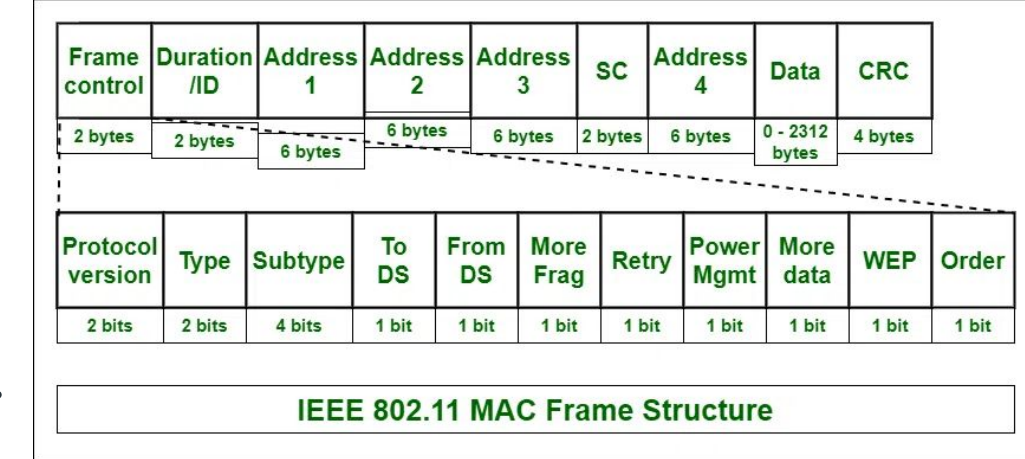 Frame Duration Address Address Address SC Address Data CRC
control /ID 1 2 3 4
2 bytes 2 bytes 6 bytes 6 bytes 6 bytes 2 bytes 6 bytes 0 - 2312 4 bytes
bytes
Protocol Type Subtype To From More Retry Power More WEP Order
version DS DS Frag Mgmt data
2 bits 2 bits 4 bits 1 bit 1 bit 1 bit 1 bit 1 bit 1 bit 1 bit 1 bit
IEEE 802.11 MAC Frame Structure